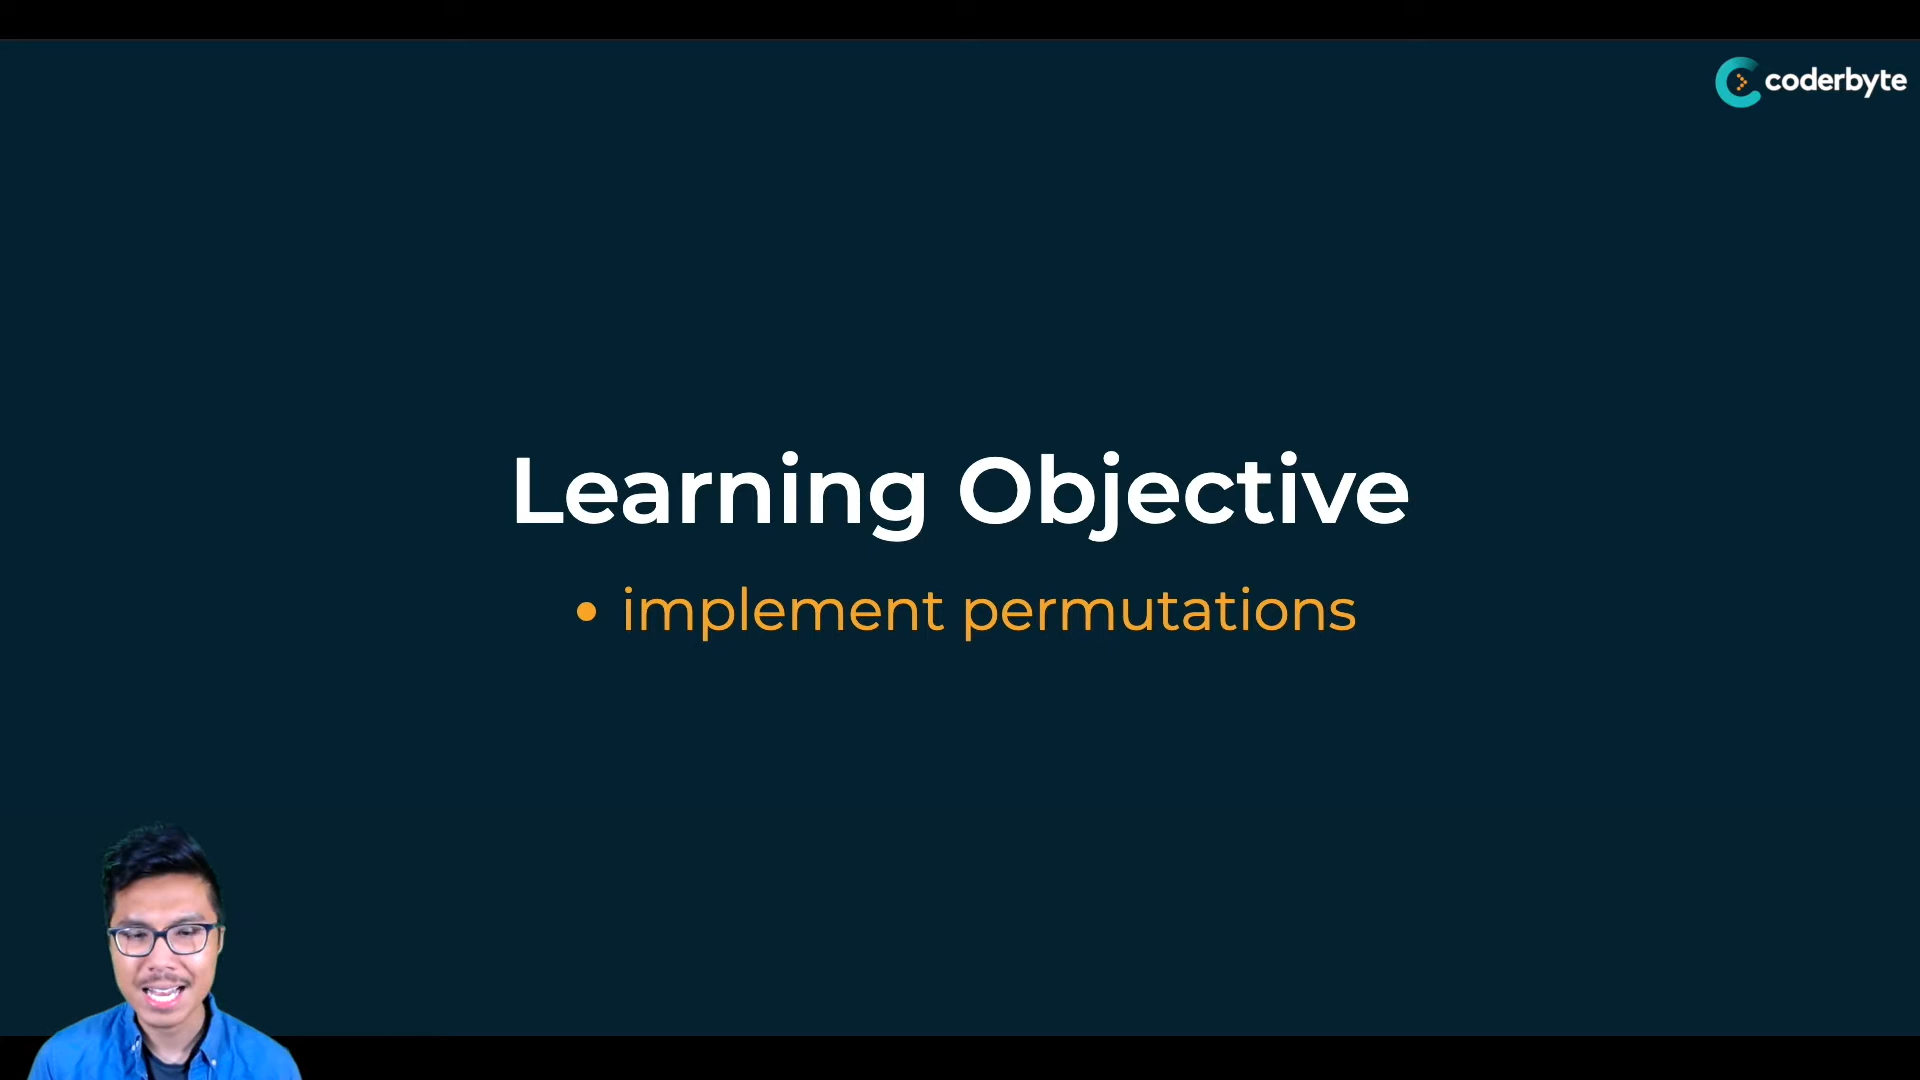 coderbyte
Learning Objective
• implement permutations